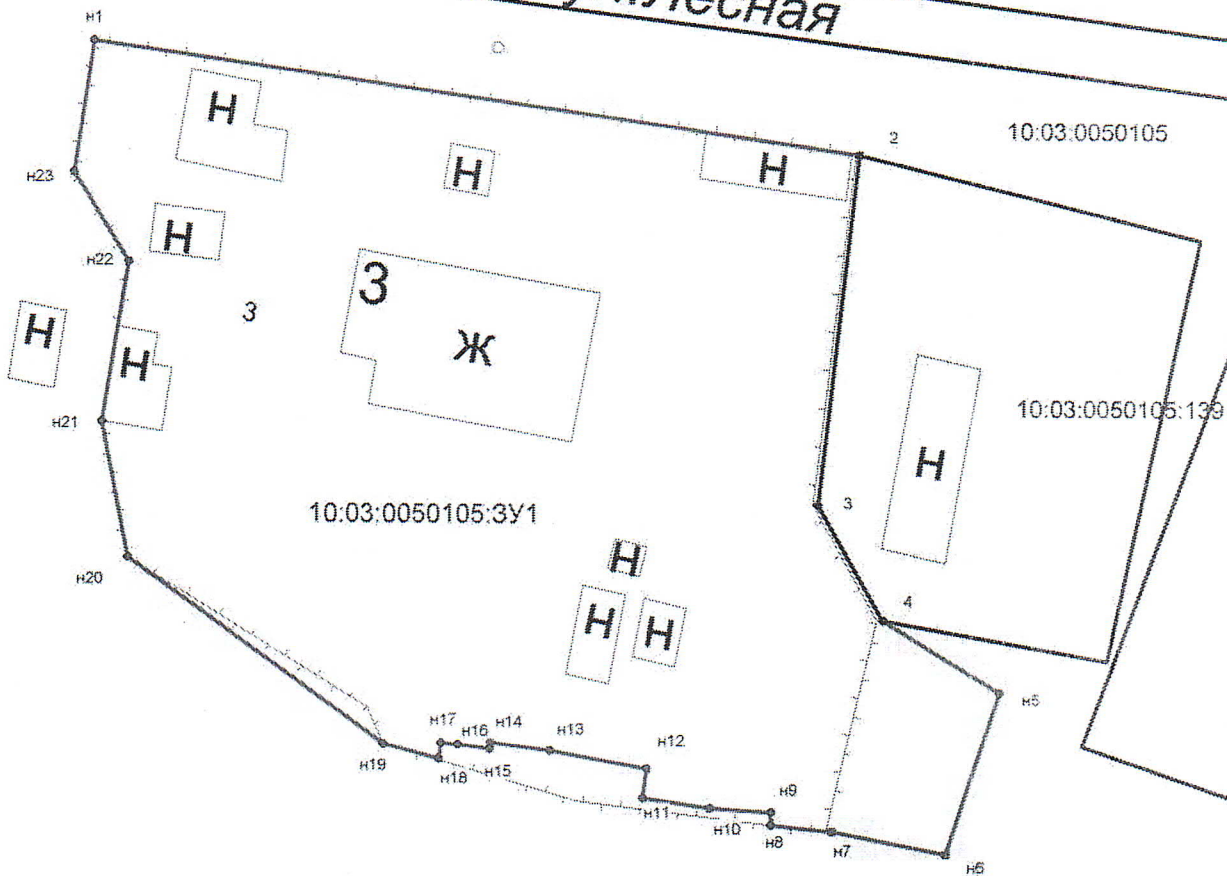 Лесная
н1
10:03:0050105
2
Н
Н
Н
н23
Н
н22
З
3
Ж
Н
Н
н21
10:03:0050105:139
Н
3
10:03:0050105:ЗУ1
Н
н20
4
Н
Н
н5
н17
н16
н14
н13
н12
н19
н18
н15
н9
н11
н10
н8
н7
н6